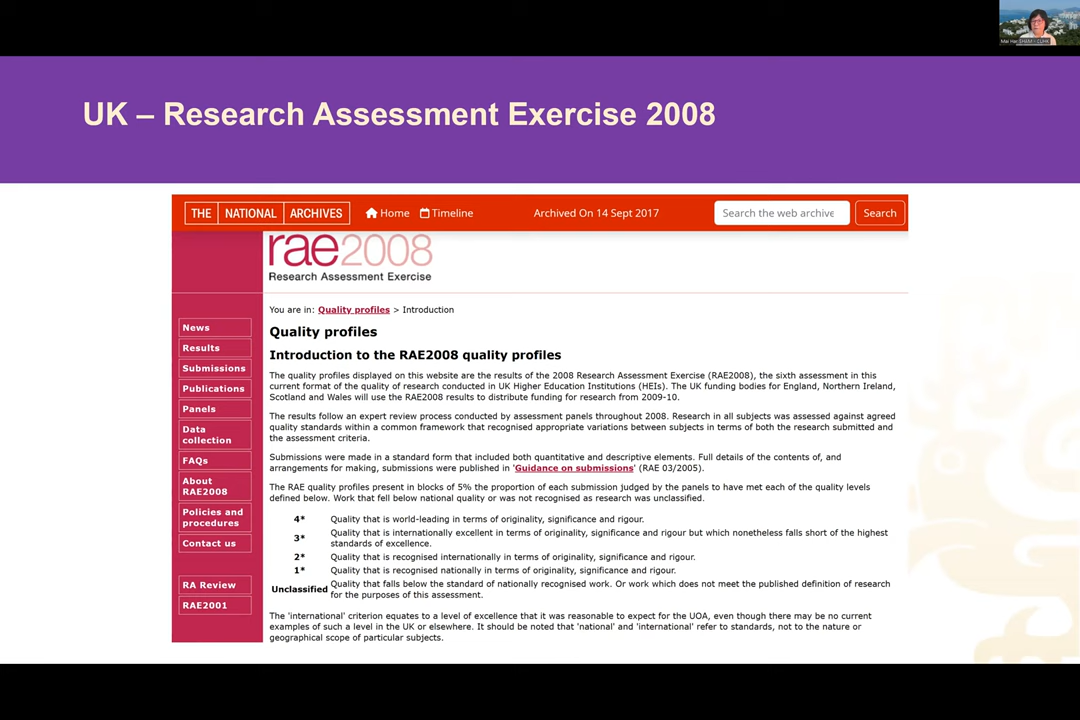 UK – Research Assessment Exercise 2008
THE NATIONAL ARCHIVES Home Timeline Archived On 14 Sept 2017 Search the web archive Search
rae2008
Research Assessment Exercise
You are in: Quality profiles > Introduction
Quality profiles
Introduction to the RAE2008 quality profiles
The quality profiles displayed on this website are the results of the 2008 Research Assessment Exercise (RAE2008), the sixth assessment in this
current format of the quality of research conducted in UK Higher Education Institutions (HEIs). The UK funding bodies for England, Northern Ireland,
Scotland and Wales will use the RAE2008 results to distribute funding for research from 2009-10.
The results follow an expert review process conducted by assessment panels throughout 2008. Research in all subjects was assessed against agreed
quality standards within a common framework that recognised appropriate variations between subjects in terms of both the research submitted and
the assessment criteria.
Submissions were made in a standard form that included both quantitative and descriptive elements. Full details of the contents of, and
arrangements for making, submissions were published in 'Guidance on submissions' (RAE 03/2005).
The RAE quality profiles present in blocks of 5% the proportion of each submission judged by the panels to have met each of the quality levels
defined below. Work that fell below national quality or was not recognised as research was unclassified.
4* Quality that is world-leading in terms of originality, significance and rigour.
3* Quality that is internationally excellent in terms of originality, significance and rigour but which nonetheless falls short of the highest
standards of excellence.
2* Quality that is recognised internationally in terms of originality, significance and rigour.
1* Quality that is recognised nationally in terms of originality, significance and rigour.
Unclassified Quality that falls below the standard of nationally recognised work. Or work which does not meet the published definition of research
for the purposes of this assessment.
The 'international' criterion equates to a level of excellence that it was reasonable to expect for the UOA, even though there may be no current
examples of such a level in the UK or elsewhere. It should be noted that 'national' and 'international' refer to standards, not to the nature or
geographical scope of particular subjects.
News
Results
Submissions
Publications
Panels
Data
collection
FAQs
About
RAE2008
Policies and
procedures
Contact us
RA Review
RAE2001